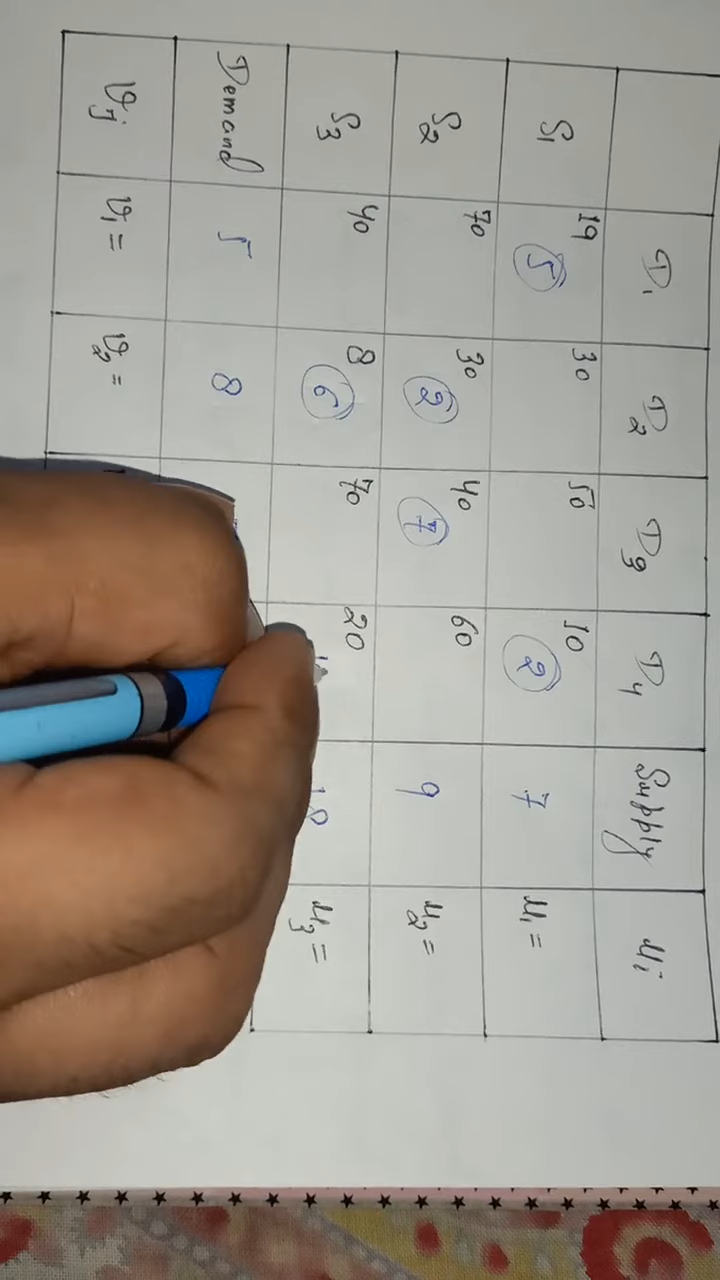 D1 D2 D3 D4 Supply ui
S1 19 5 30 50 10 2 7 u1 =
S2 70 30 2 40 7 60 9 u2 =
S3 40 8 6 70 20 18 u3 =
Demand 5 8
vj v1 = v2 =